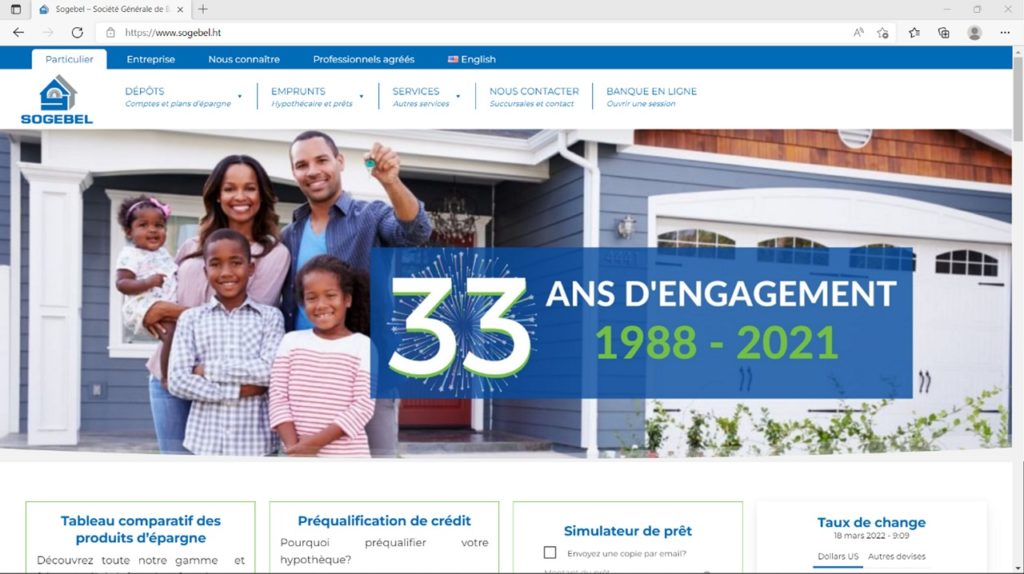 Sogebel – Société Générale de
https://www.sogebel.ht
Particulier
Entreprise
Nous connaître
Professionnels agréés
English
SOGEBEL
DÉPÔTS
Comptes et plans d'épargne
EMPRUNTS
Hypothécaire et prêts
SERVICES
Autres services
NOUS CONTACTER
Succursales et contact
BANQUE EN LIGNE
Ouvrir une session
4441
33 ANS D'ENGAGEMENT
1988 - 2021
Tableau comparatif des
produits d'épargne
Découvrez toute notre gamme et
Préqualification de crédit
Pourquoi préqualifier votre
hypothèque?
Simulateur de prêt
Envoyez une copie par email?
Montant du prêt
Taux de change
18 mars 2022 - 9:09
Dollars US
Autres devises